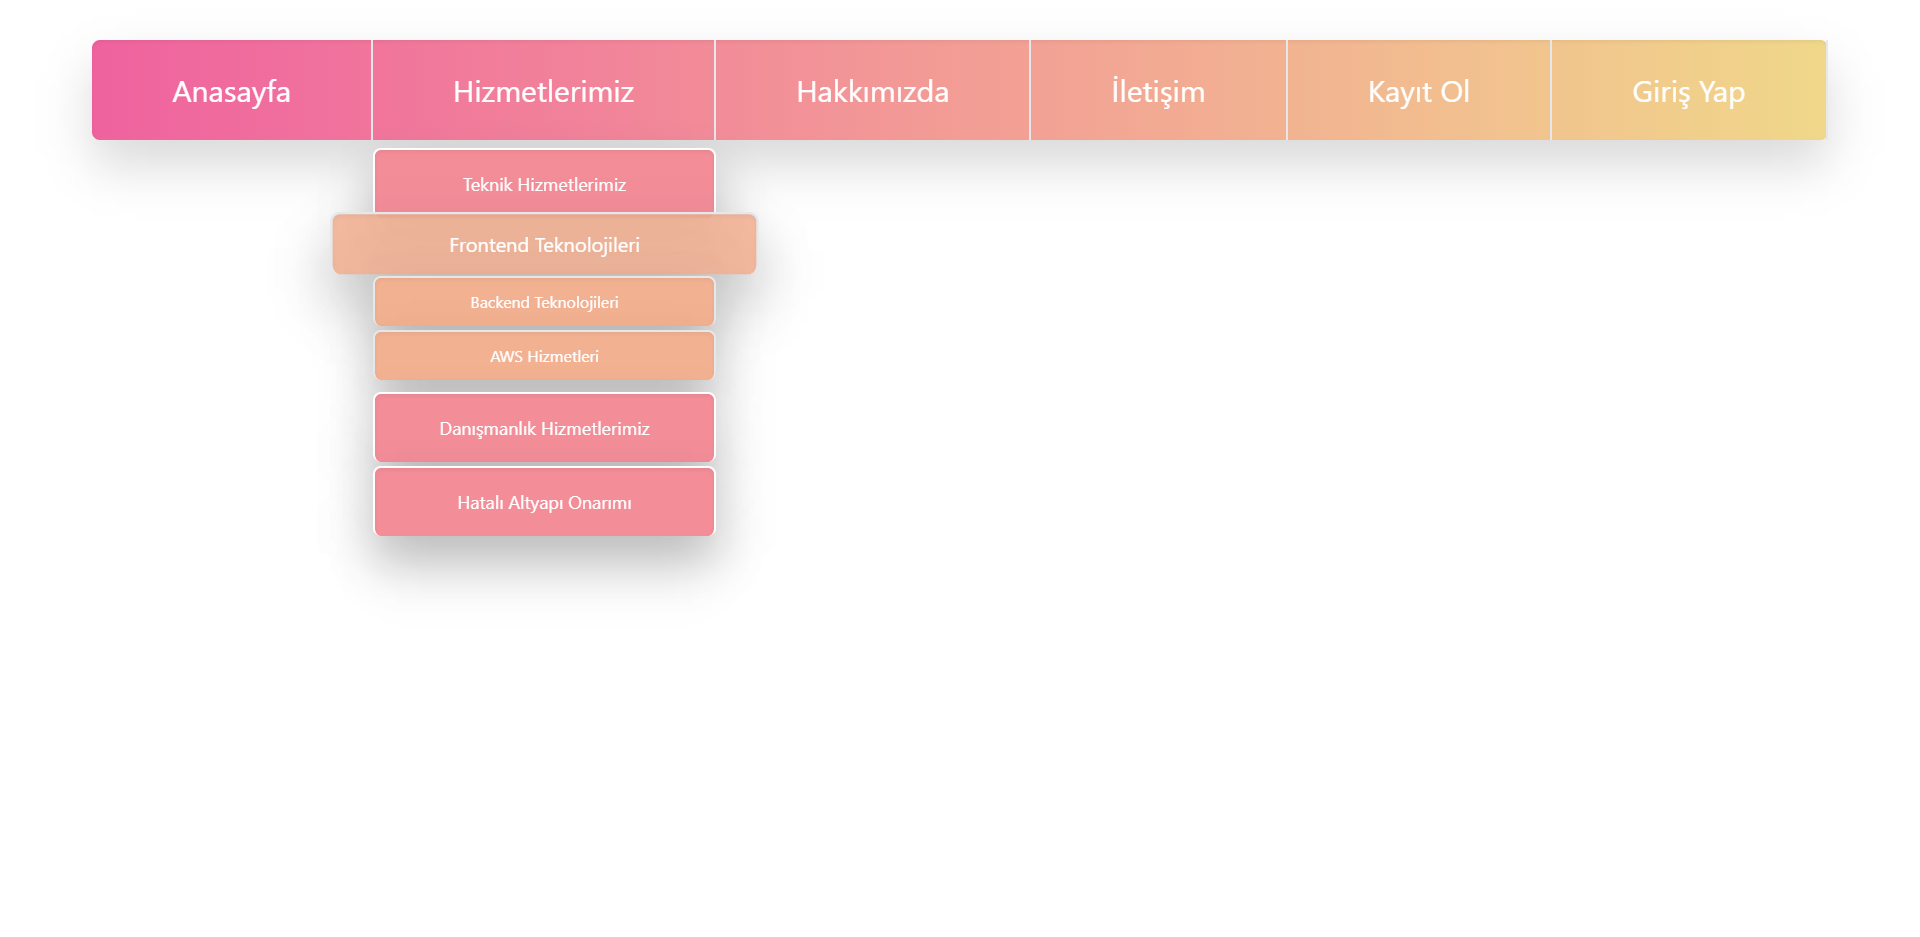 Anasayfa Hizmetlerimiz Hakkımızda İletişim Kayıt Ol Giriş Yap
Teknik Hizmetlerimiz
Frontend Teknolojileri
Backend Teknolojileri
AWS Hizmetleri
Danışmanlık Hizmetlerimiz
Hatalı Altyapı Onarımı